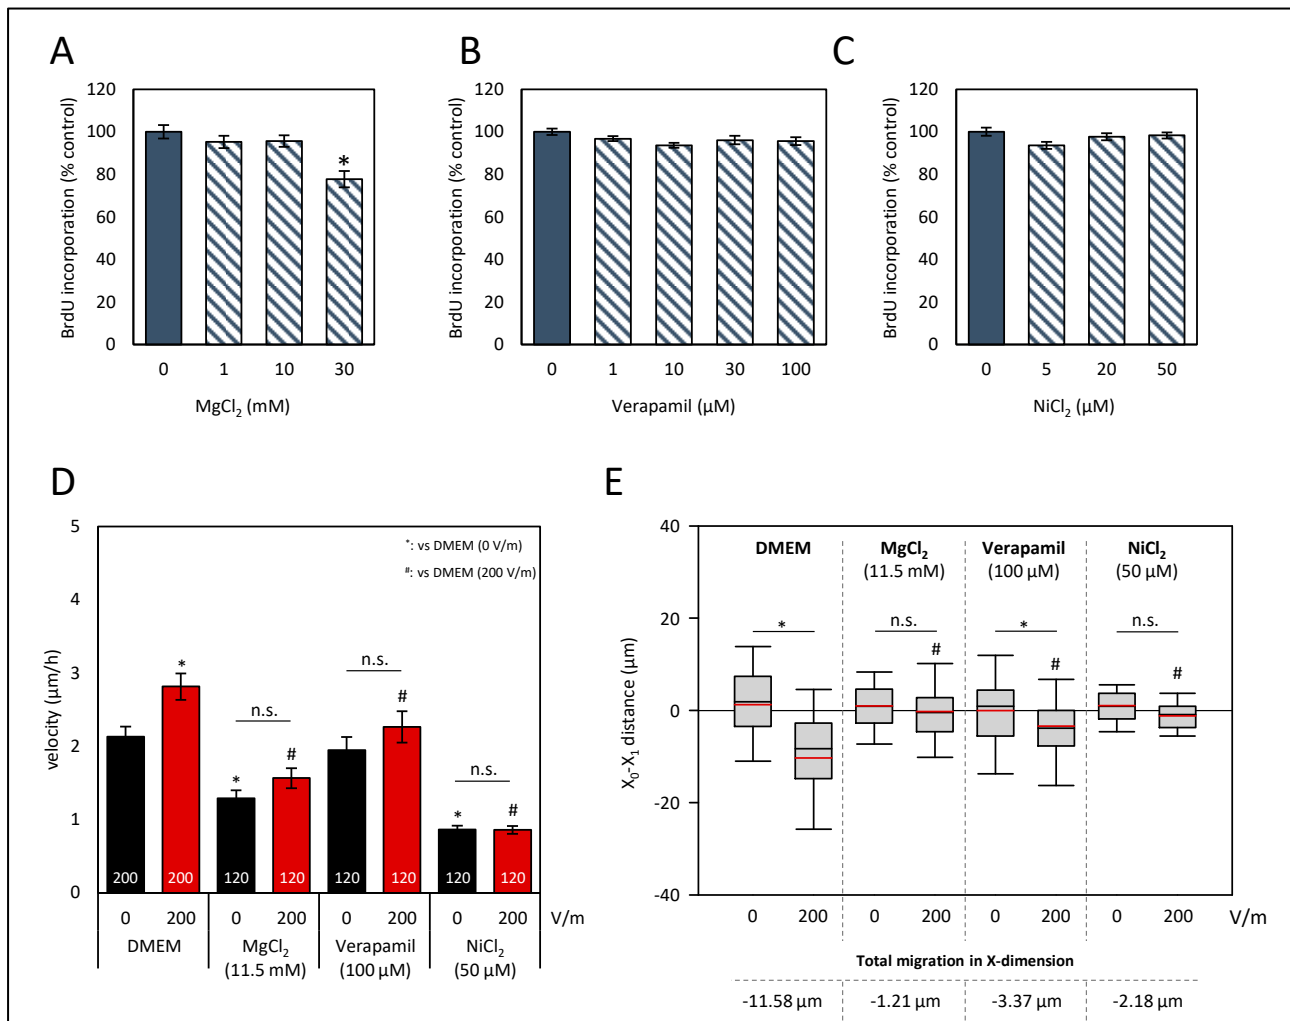 A
BrdU incorporation (% control)
120
100
80
60
40
20
0
*
0 1 10 30
MgCl₂ (mM)
B
BrdU incorporation (% control)
120
100
80
60
40
20
0
0 1 10 30 100
Verapamil (µM)
C
BrdU incorporation (% control)
120
100
80
60
40
20
0
0 5 20 50
NiCl₂ (µM)
D
velocity (µm/h)
5
4
3
2
1
0
*: vs DMEM (0 V/m)
#: vs DMEM (200 V/m)
*
n.s.
* #
n.s.
#
n.s.
* #
200 200 120 120 120 120 120 120
0 200 0 200 0 200 0 200 V/m
DMEM MgCl₂ Verapamil NiCl₂
(11.5 mM) (100 µM) (50 µM)
E
X₀-X₁ distance (µm)
40
20
0
-20
-40
DMEM MgCl₂ Verapamil NiCl₂
(11.5 mM) (100 µM) (50 µM)
* n.s. * n.s.
# # #
0 200 0 200 0 200 0 200 V/m
Total migration in X-dimension
-11.58 µm -1.21 µm -3.37 µm -2.18 µm